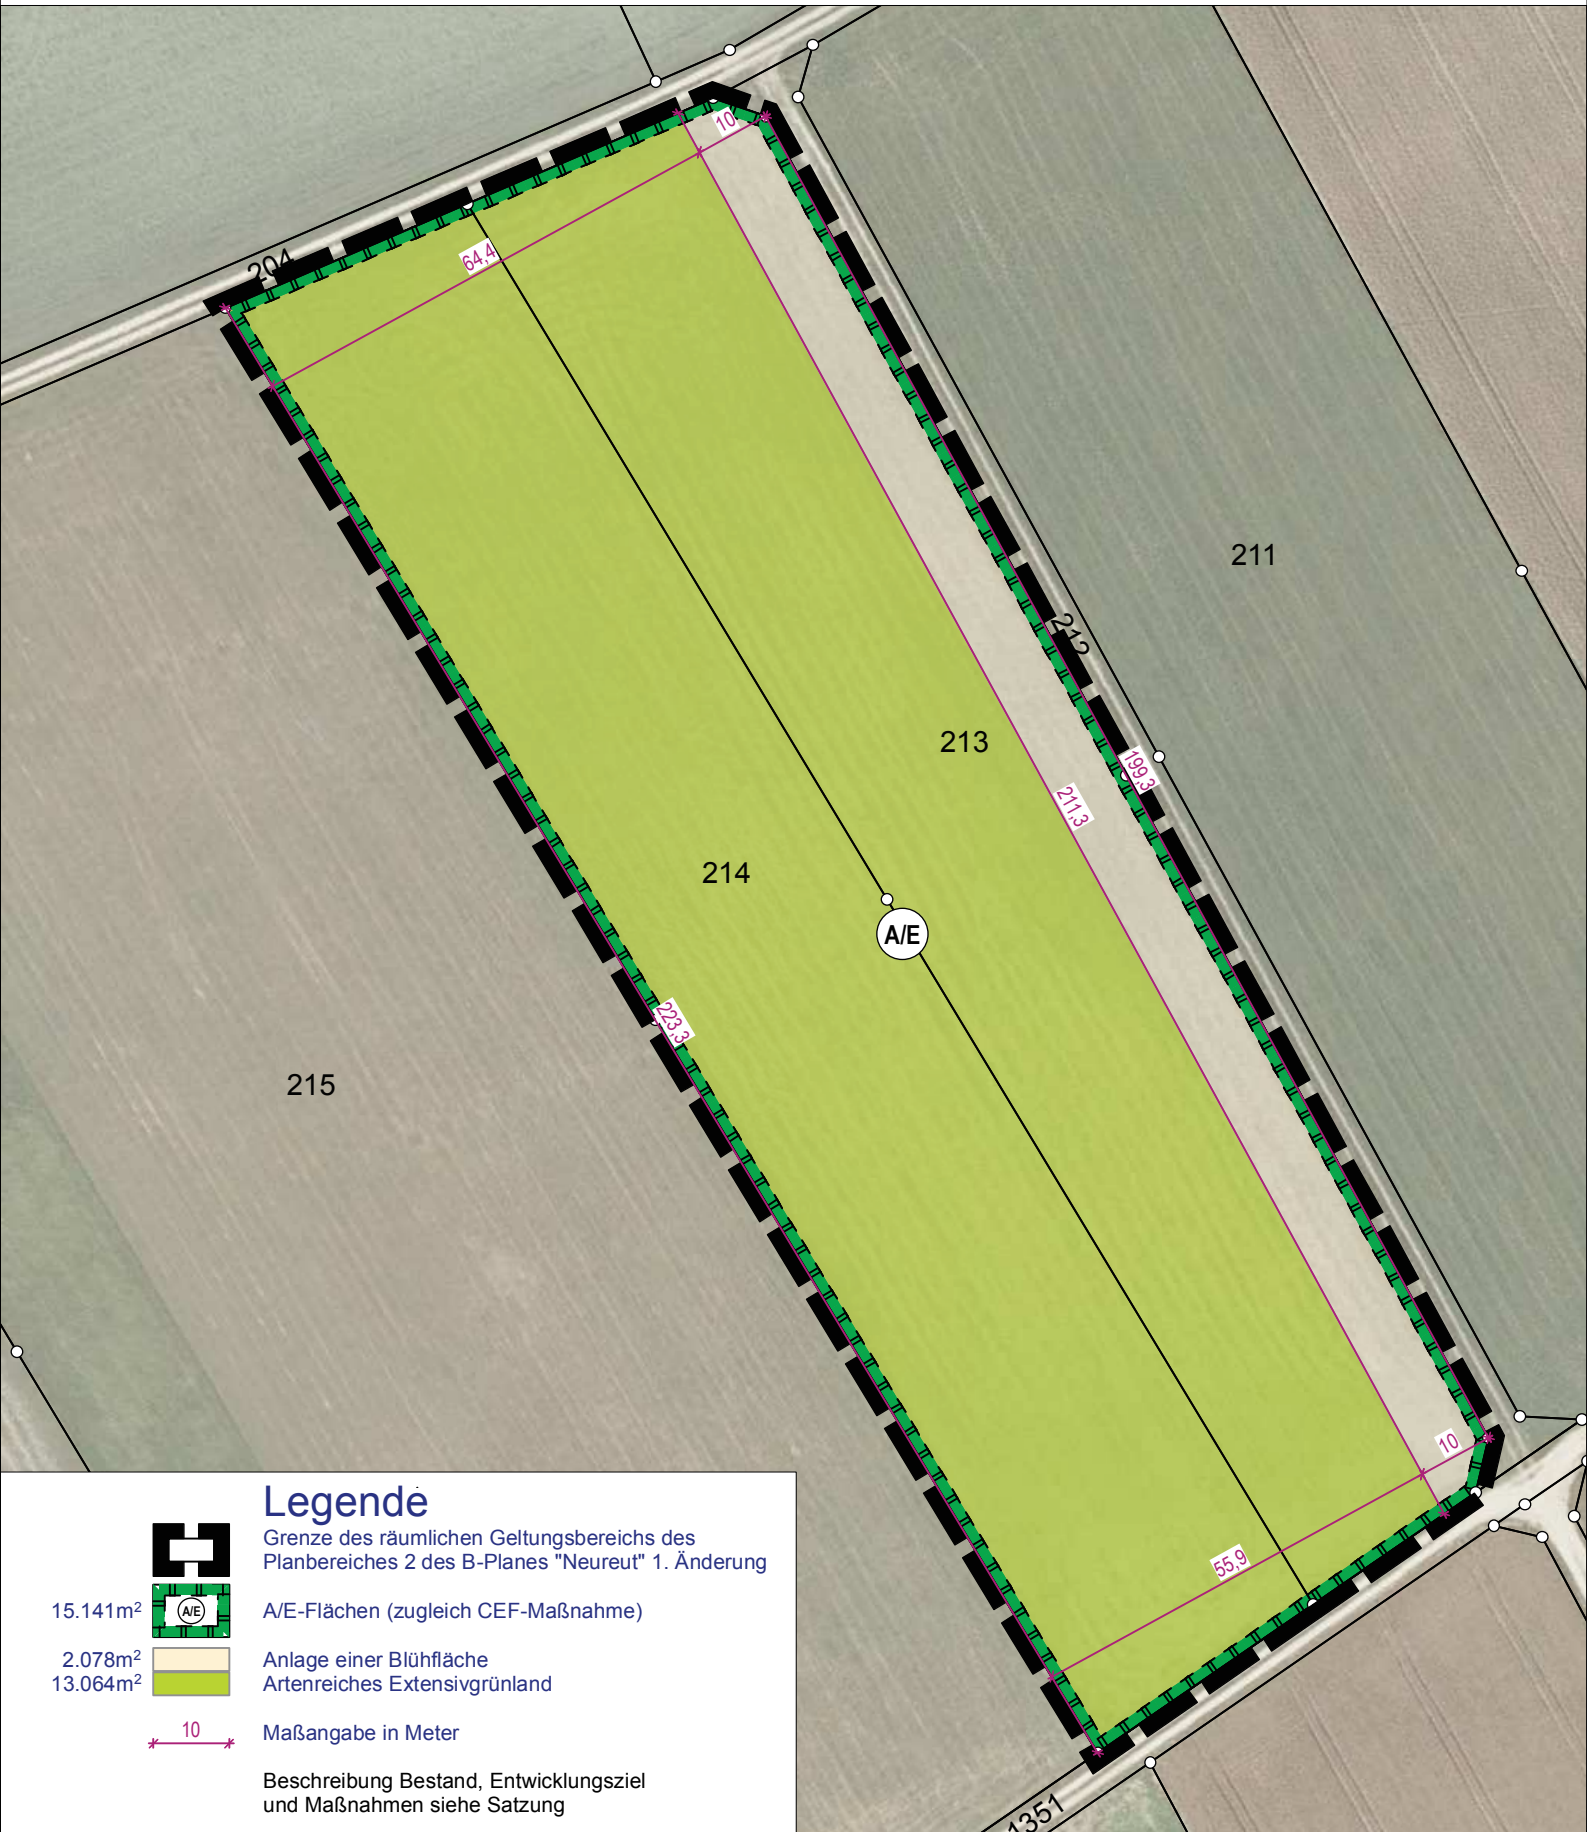 10
204
64,4
211
212
213
199,3
211,3
214
A/E
223,3
215
10
55,9
1351
Legende
Grenze des räumlichen Geltungsbereichs des
Planbereiches 2 des B-Planes "Neureut" 1. Änderung
15.141m² A/E A/E-Flächen (zugleich CEF-Maßnahme)
2.078m² Anlage einer Blühfläche
13.064m² Artenreiches Extensivgrünland
10 Maßangabe in Meter
Beschreibung Bestand, Entwicklungsziel
und Maßnahmen siehe Satzung